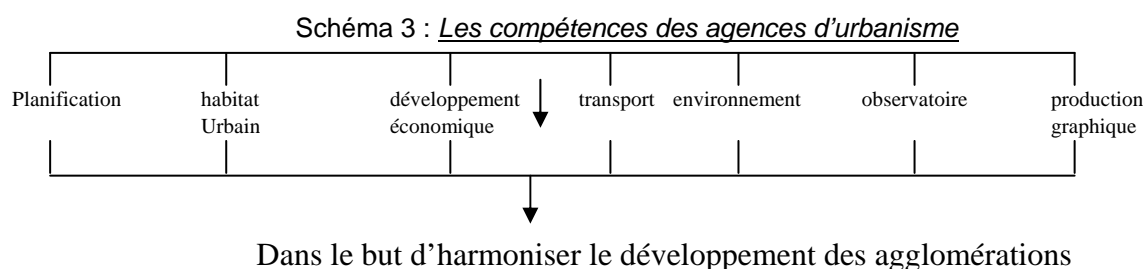 Schéma 3 : Les compétences des agences d’urbanisme
Planification habitat développement transport environnement observatoire production
Urbain économique graphique
Dans le but d’harmoniser le développement des agglomérations